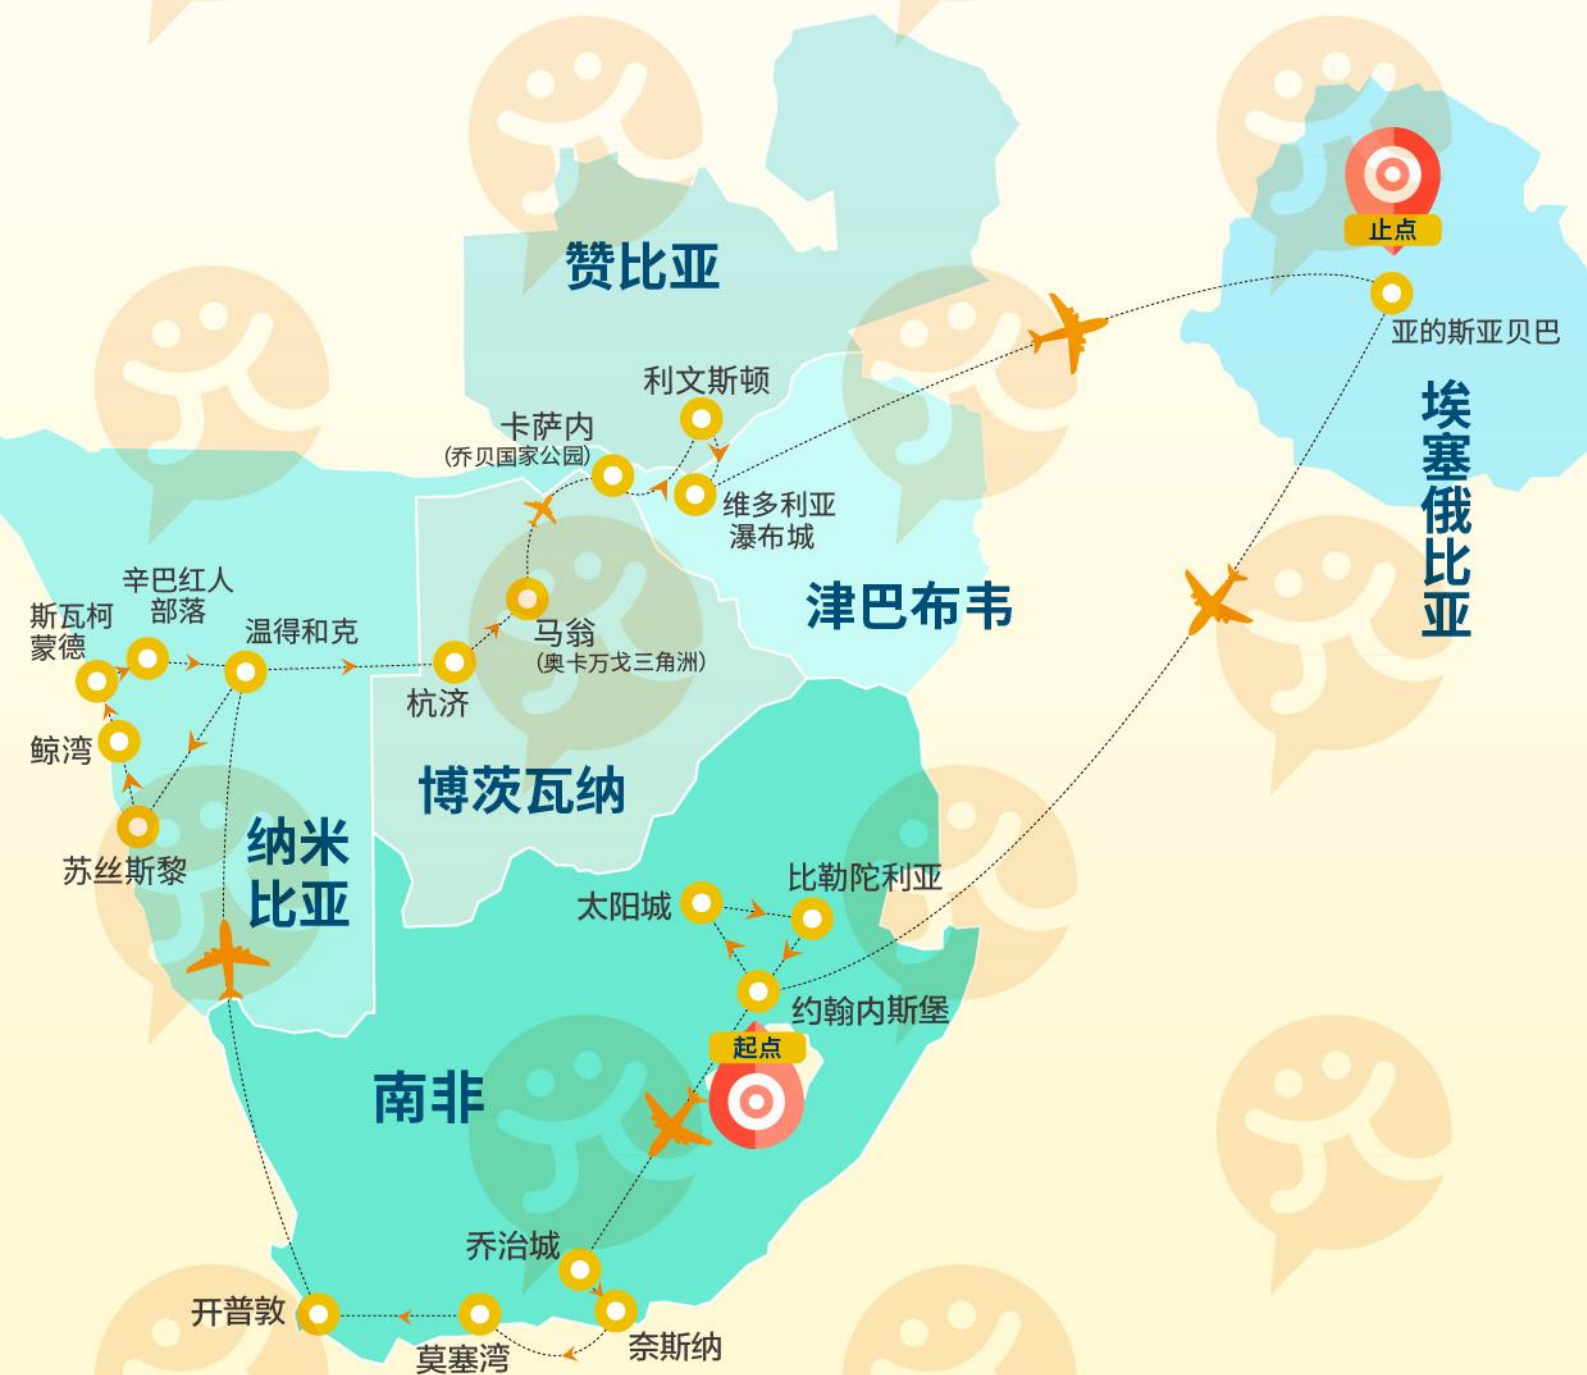 止点
赞比亚
亚的斯亚贝巴
利文斯顿
埃塞俄比亚
卡萨内
(乔贝国家公园)
维多利亚
瀑布城
辛巴红人
部落
津巴布韦
斯瓦柯
蒙德
温得和克
马翁
(奥卡万戈三角洲)
杭济
鲸湾
博茨瓦纳
纳米
比亚
苏丝斯黎
比勒陀利亚
太阳城
约翰内斯堡
起点
南非
乔治城
开普敦
奈斯纳
莫塞湾